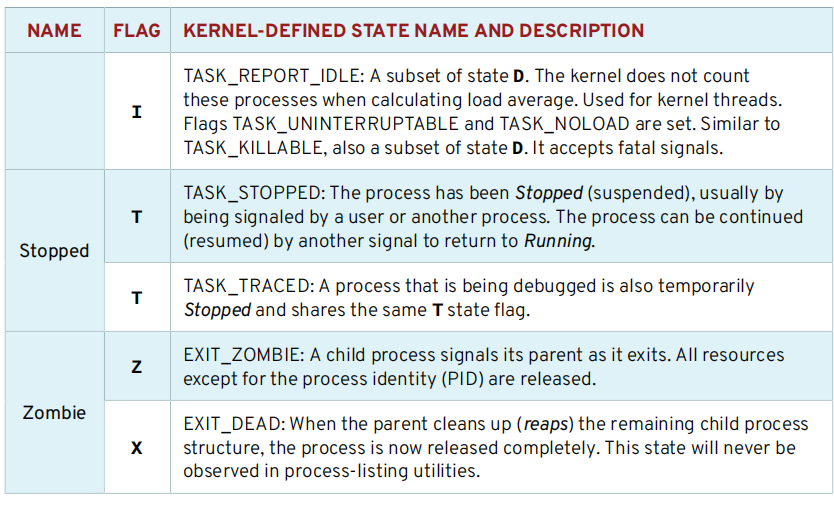 NAME FLAG KERNEL-DEFINED STATE NAME AND DESCRIPTION
I
TASK_REPORT_IDLE: A subset of state D. The kernel does not count
these processes when calculating load average. Used for kernel threads.
Flags TASK_UNINTERRUPTABLE and TASK_NOLOAD are set. Similar to
TASK_KILLABLE, also a subset of state D. It accepts fatal signals.
Stopped
T
TASK_STOPPED: The process has been Stopped (suspended), usually by
being signaled by a user or another process. The process can be continued
(resumed) by another signal to return to Running.
T
TASK_TRACED: A process that is being debugged is also temporarily
Stopped and shares the same T state flag.
Zombie
Z
EXIT_ZOMBIE: A child process signals its parent as it exits. All resources
except for the process identity (PID) are released.
X
EXIT_DEAD: When the parent cleans up (reaps) the remaining child process
structure, the process is now released completely. This state will never be
observed in process-listing utilities.